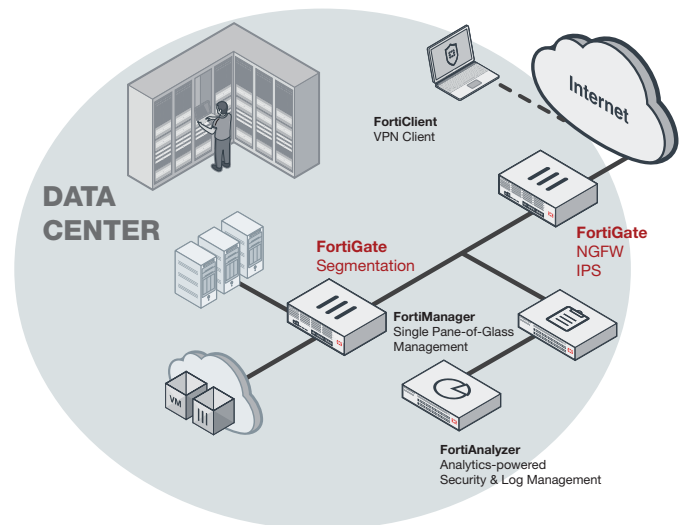 Internet
FortiClient
VPN Client
DATA
CENTER
FortiGate
NGFW
IPS
FortiGate
Segmentation
FortiManager
Single Pane-of-Glass
Management
VM
FortiAnalyzer
Analytics-powered
Security & Log Management